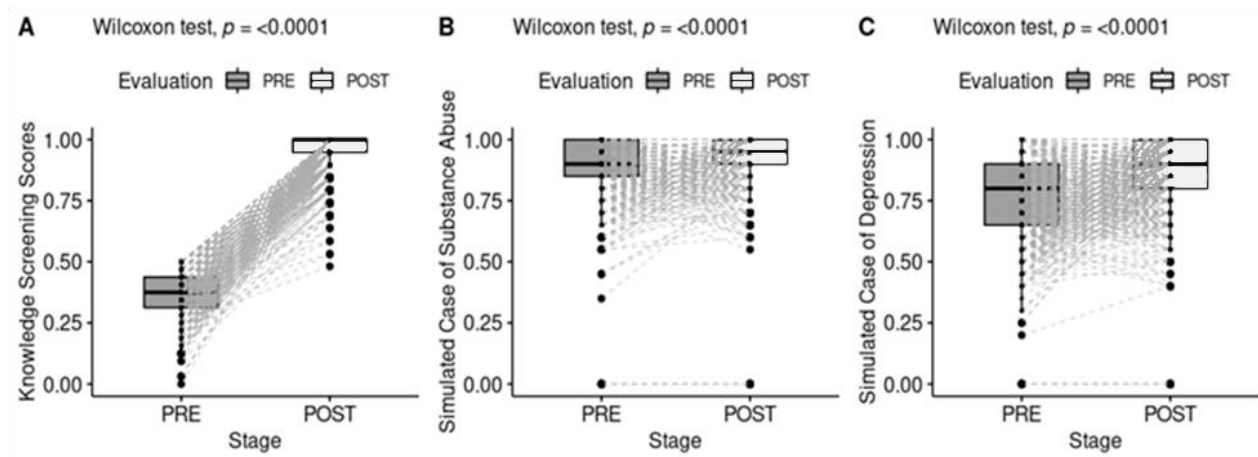 A Wilcoxon test, p = <0.0001
Evaluation PRE POST
Knowledge Screening Scores
1.00
0.75
0.50
0.25
0.00
PRE POST
Stage
B Wilcoxon test, p = <0.0001
Evaluation PRE POST
Simulated Case of Substance Abuse
1.00
0.75
0.50
0.25
0.00
PRE POST
Stage
C Wilcoxon test, p = <0.0001
Evaluation PRE POST
Simulated Case of Depression
1.00
0.75
0.50
0.25
0.00
PRE POST
Stage